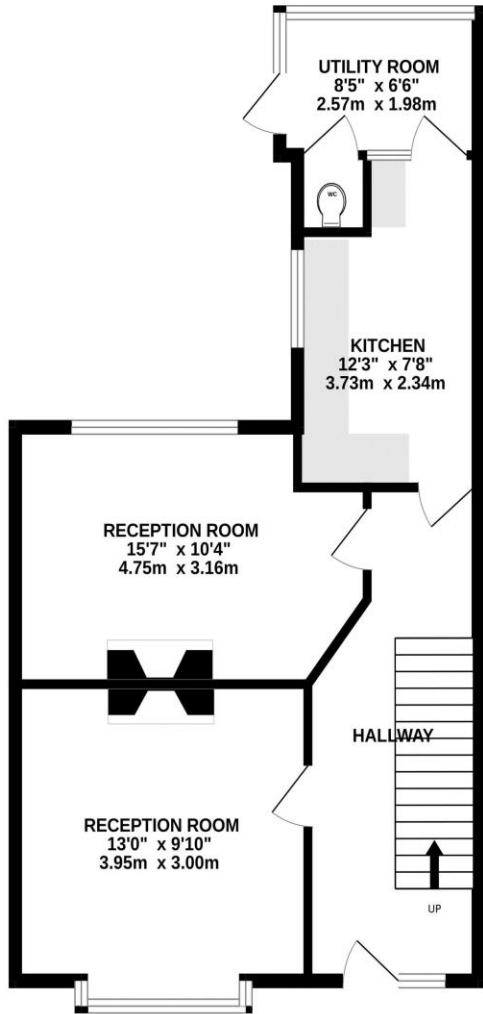 UTILITY ROOM
8'5" x 6'6"
2.57m x 1.98m
WC
KITCHEN
12'3" x 7'8"
3.73m x 2.34m
RECEPTION ROOM
15'7" x 10'4"
4.75m x 3.16m
HALLWAY
RECEPTION ROOM
13'0" x 9'10"
3.95m x 3.00m
UP